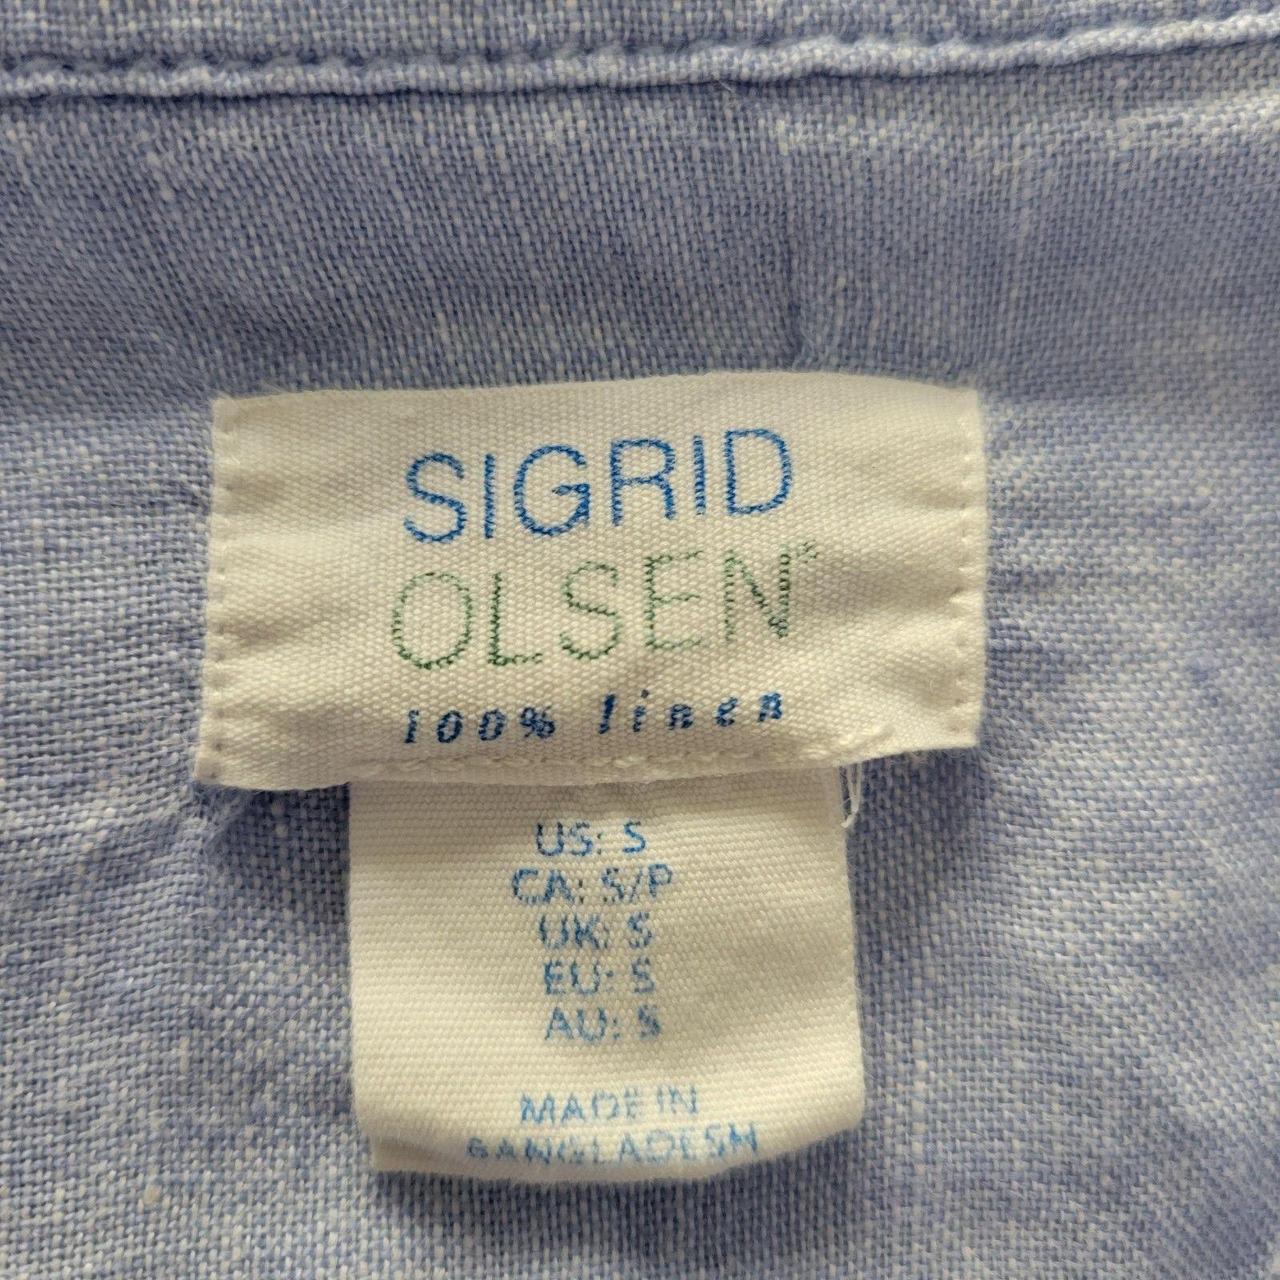 SIGRID
OLSEN®
100% linen
US: S
CA: S/P
UK: S
EU: S
AU: S
MADE IN
BANGLADESH